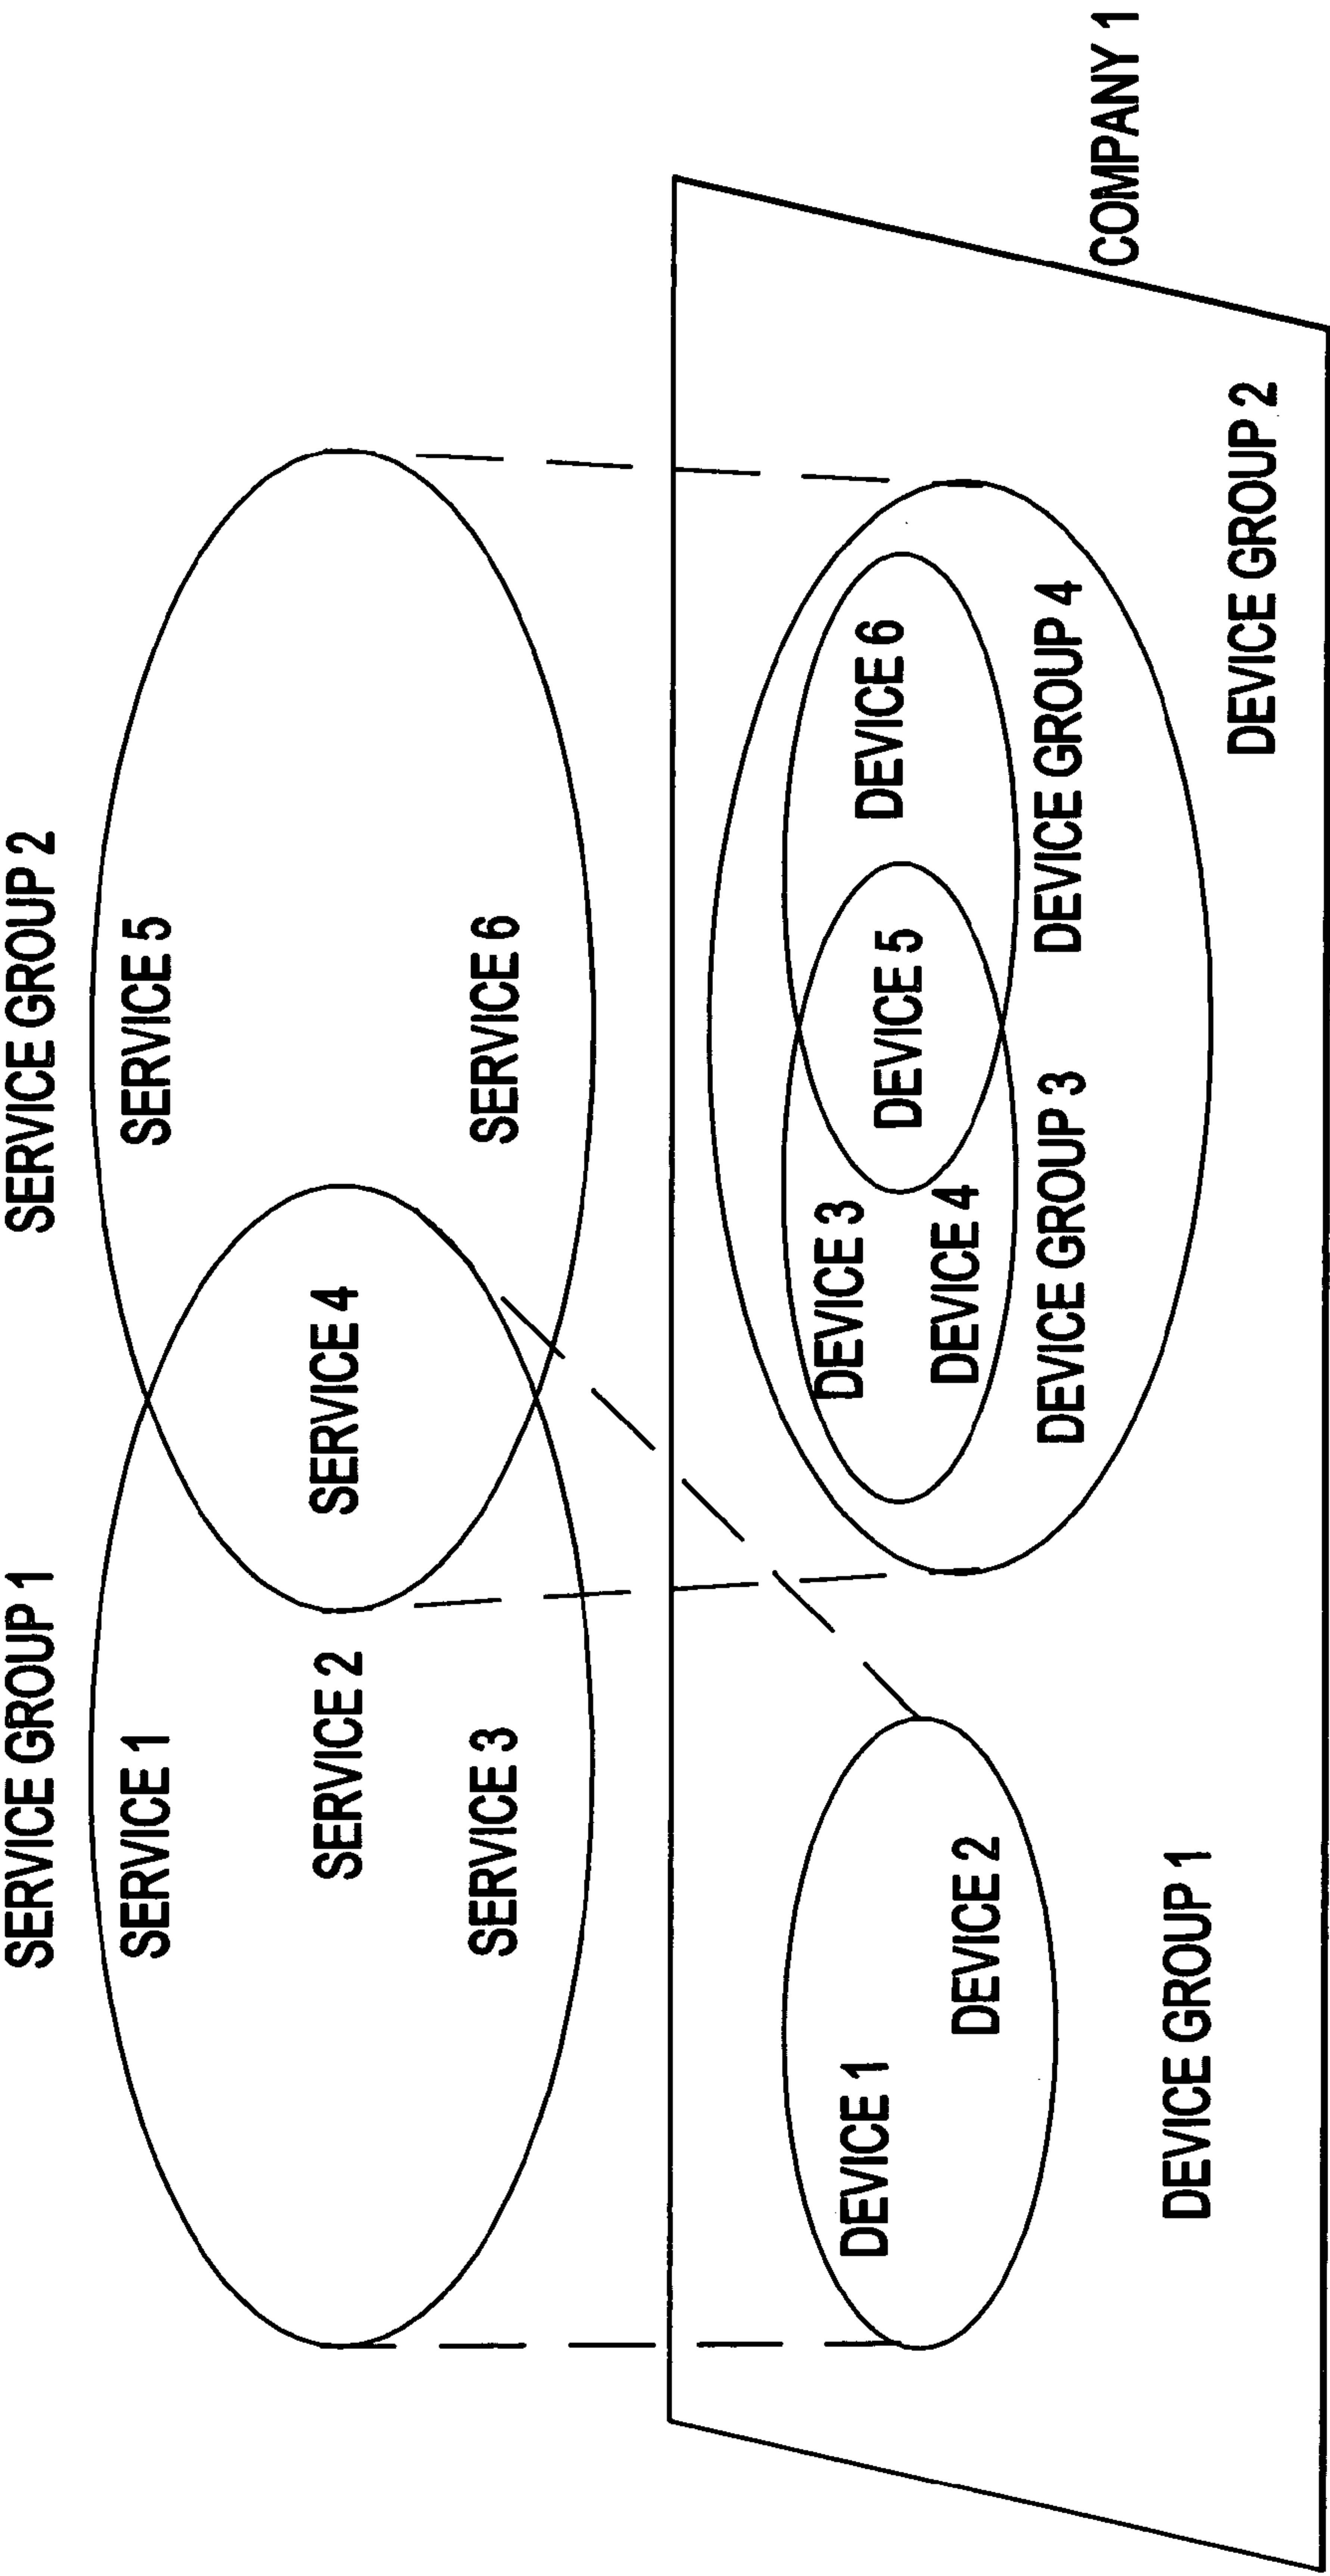 SERVICE GROUP 1
SERVICE GROUP 2
SERVICE 1
SERVICE 5
SERVICE 2
SERVICE 4
SERVICE 3
SERVICE 6
DEVICE 1
DEVICE 3
DEVICE 6
DEVICE 5
DEVICE 2
DEVICE 4
DEVICE GROUP 3
DEVICE GROUP 4
COMPANY 1
DEVICE GROUP 1
DEVICE GROUP 2